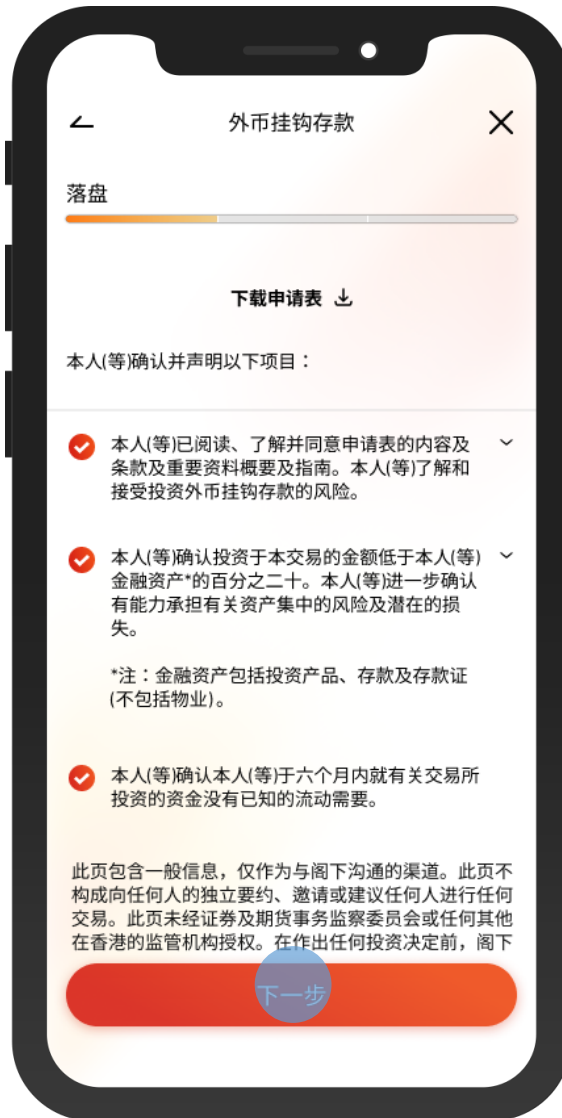 外币挂钩存款
落盘
下载申请表
本人(等)确认并声明以下项目：
本人(等)已阅读、了解并同意申请表的内容及
条款及重要资料概要及指南。本人(等)了解和
接受投资外币挂钩存款的风险。
本人(等)确认投资于本交易的金额低于本人(等)
金融资产*的百分之二十。本人(等)进一步确认
有能力承担有关资产集中的风险及潜在的损
失。
*注：金融资产包括投资产品、存款及存款证
(不包括物业)。
本人(等)确认本人(等)于六个月内就有关交易所
投资的资金没有已知的流动需要。
此页包含一般信息，仅作为与阁下沟通的渠道。此页不
构成向任何人的独立要约、邀请或建议任何人进行任何
交易。此页未经证券及期货事务监察委员会或任何其他
在香港的监管机构授权。在作出任何投资决定前，阁下
下一步